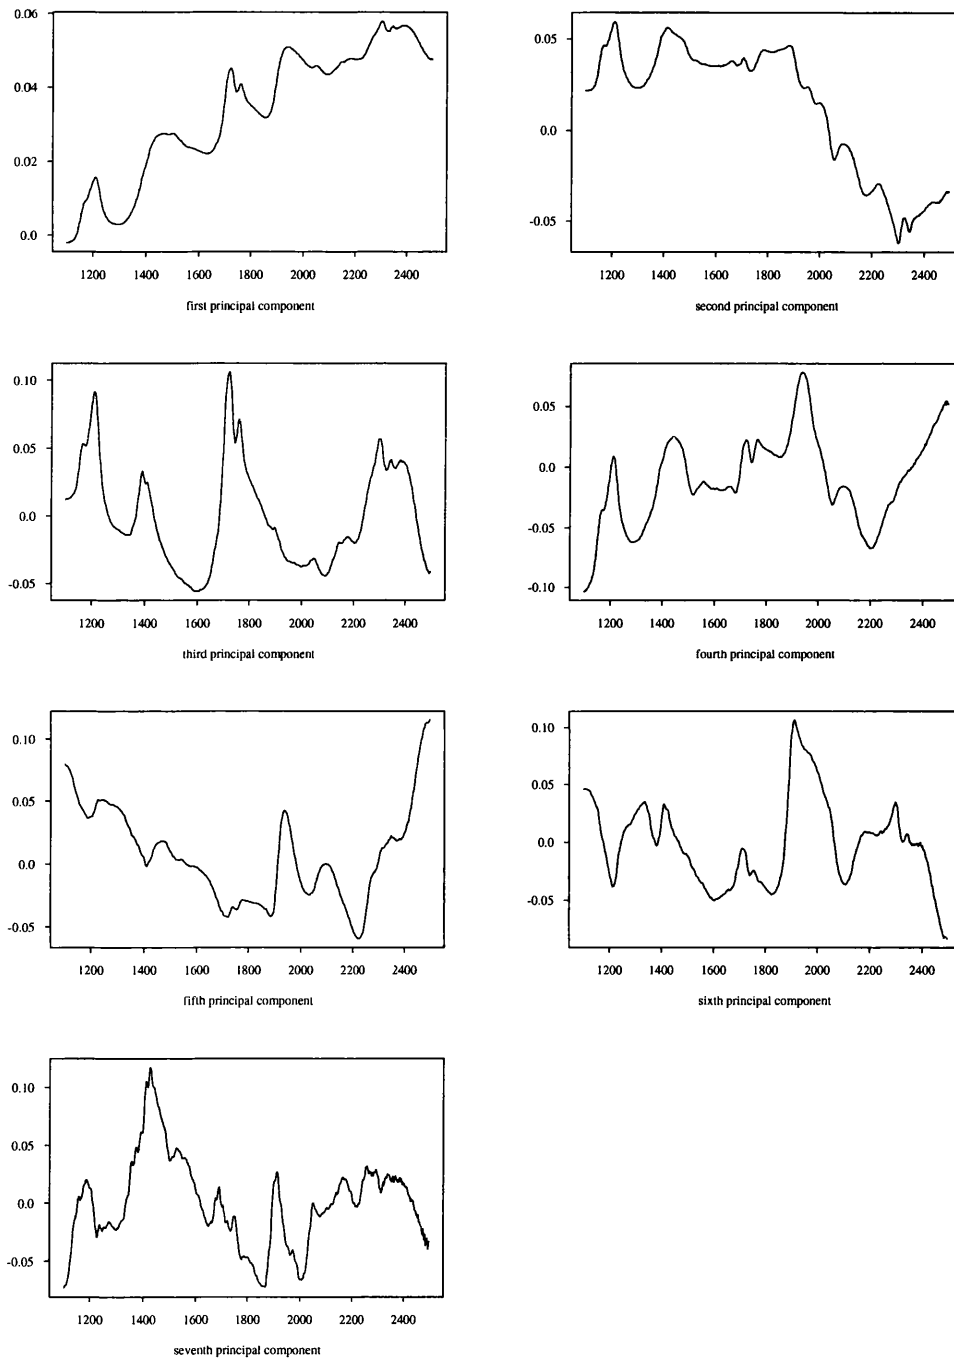 0.06
0.04
0.02
0.0
1200 1400 1600 1800 2000 2200 2400
first principal component
0.05
0.0
-0.05
1200 1400 1600 1800 2000 2200 2400
second principal component
0.10
0.05
0.0
-0.05
1200 1400 1600 1800 2000 2200 2400
third principal component
0.05
0.0
-0.05
-0.10
1200 1400 1600 1800 2000 2200 2400
fourth principal component
0.10
0.05
0.0
-0.05
1200 1400 1600 1800 2000 2200 2400
fifth principal component
0.10
0.05
0.0
-0.05
1200 1400 1600 1800 2000 2200 2400
sixth principal component
0.10
0.05
0.0
-0.05
1200 1400 1600 1800 2000 2200 2400
seventh principal component